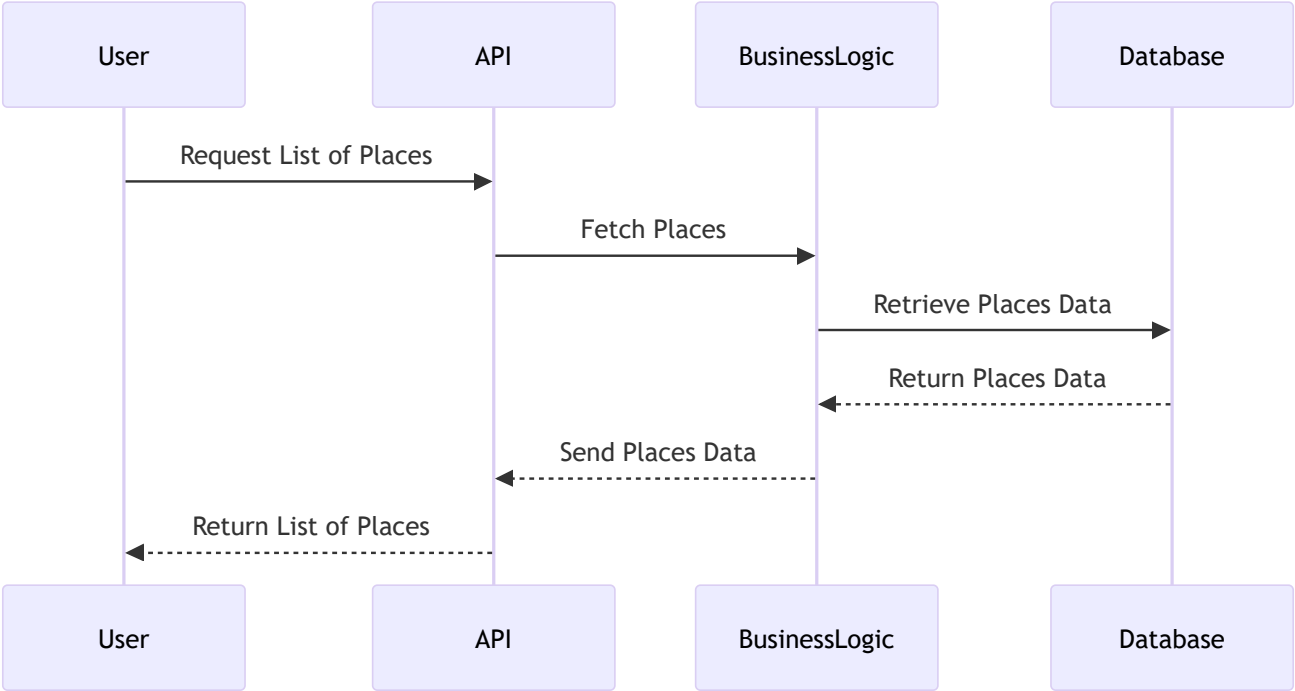 User
API
BusinessLogic
Database
Request List of Places
Fetch Places
Retrieve Places Data
Return Places Data
Send Places Data
Return List of Places
User
API
BusinessLogic
Database